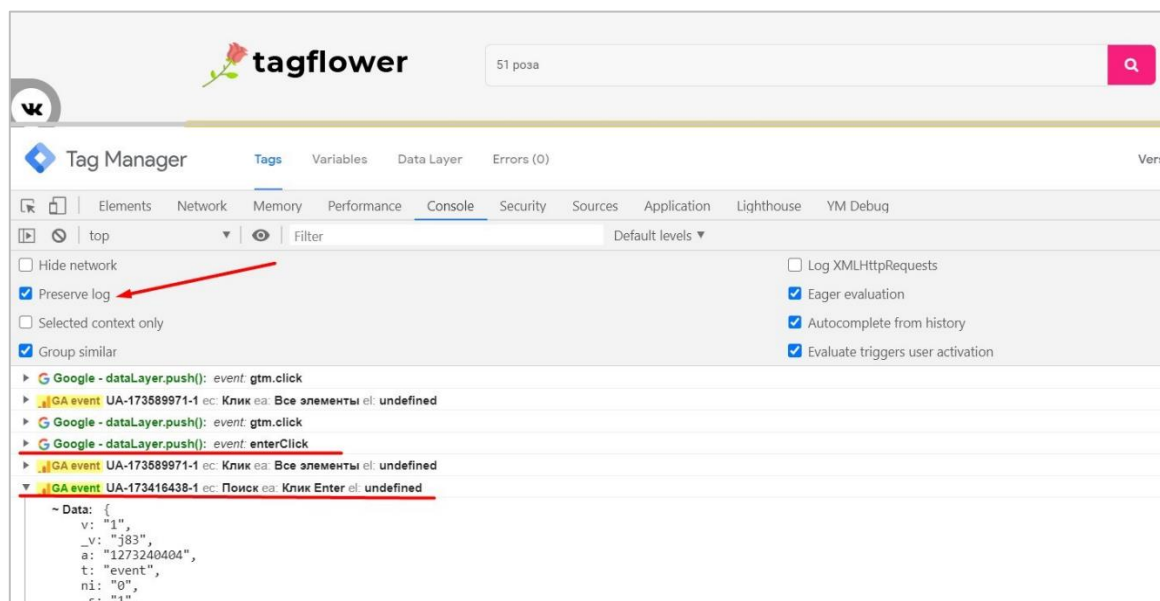 tagflower
51 роза
Tag Manager Tags Variables Data Layer Errors (0) Vers
Elements Network Memory Performance Console Security Sources Application Lighthouse YM Debug
top Filter Default levels ▼
Hide network Log XMLHttpRequests
Preserve log Eager evaluation
Selected context only Autocomplete from history
Group similar Evaluate triggers user activation
Google - dataLayer.push(): event: gtm.click
GA event UA-173589971-1 ec: Клик ea: Все элементы el: undefined
Google - dataLayer.push(): event: gtm.click
Google - dataLayer.push(): event: enterClick
GA event UA-173589971-1 ec: Клик ea: Все элементы el: undefined
GA event UA-173416438-1 ec: Поиск ea: Клик Enter el: undefined
~ Data: {
v: "1",
_v: "j83",
a: "1273240404",
t: "event",
ni: "0",
_s: "1"